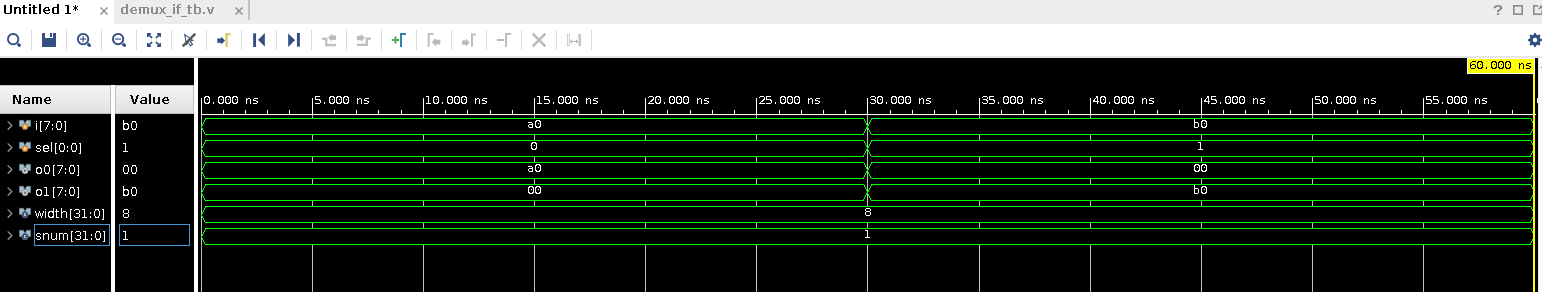 Untitled 1* × demux_if_tb.v ×
60.000 ns
Name Value 0.000 ns 5.000 ns 10.000 ns 15.000 ns 20.000 ns 25.000 ns 30.000 ns 35.000 ns 40.000 ns 45.000 ns 50.000 ns 55.000 ns
i[7:0] b0 a0 b0
sel[0:0] 1 0 1
o0[7:0] 00 a0 00
o1[7:0] b0 00 b0
width[31:0] 8 8
snum[31:0] 1 1